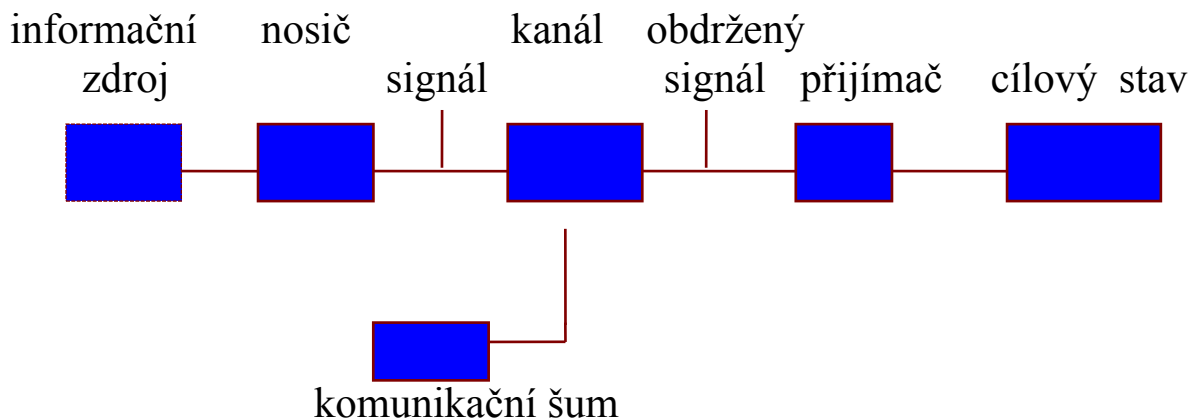 informační nosič kanál obdržený
zdroj signál signál přijímač cílový stav
komunikační šum